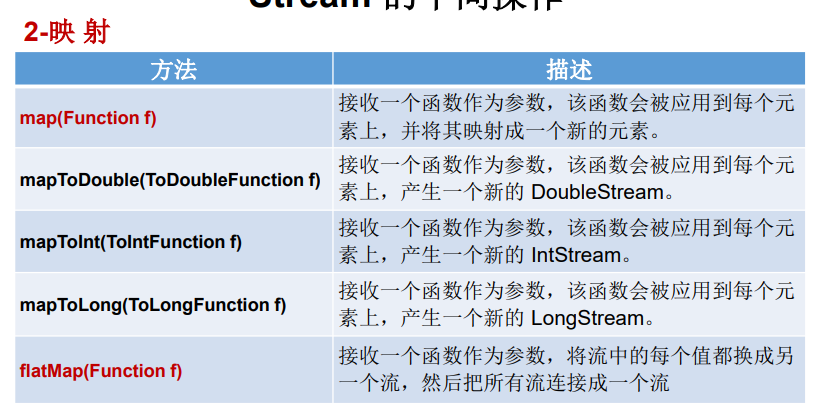 Stream 的中间操作
2-映 射
方法
描述
map(Function f)
接收一个函数作为参数，该函数会被应用到每个元
素上，并将其映射成一个新的元素。
mapToDouble(ToDoubleFunction f)
接收一个函数作为参数，该函数会被应用到每个元
素上，产生一个新的 DoubleStream。
mapToInt(ToIntFunction f)
接收一个函数作为参数，该函数会被应用到每个元
素上，产生一个新的 IntStream。
mapToLong(ToLongFunction f)
接收一个函数作为参数，该函数会被应用到每个元
素上，产生一个新的 LongStream。
flatMap(Function f)
接收一个函数作为参数，将流中的每个值都换成另
一个流，然后把所有流连接成一个流